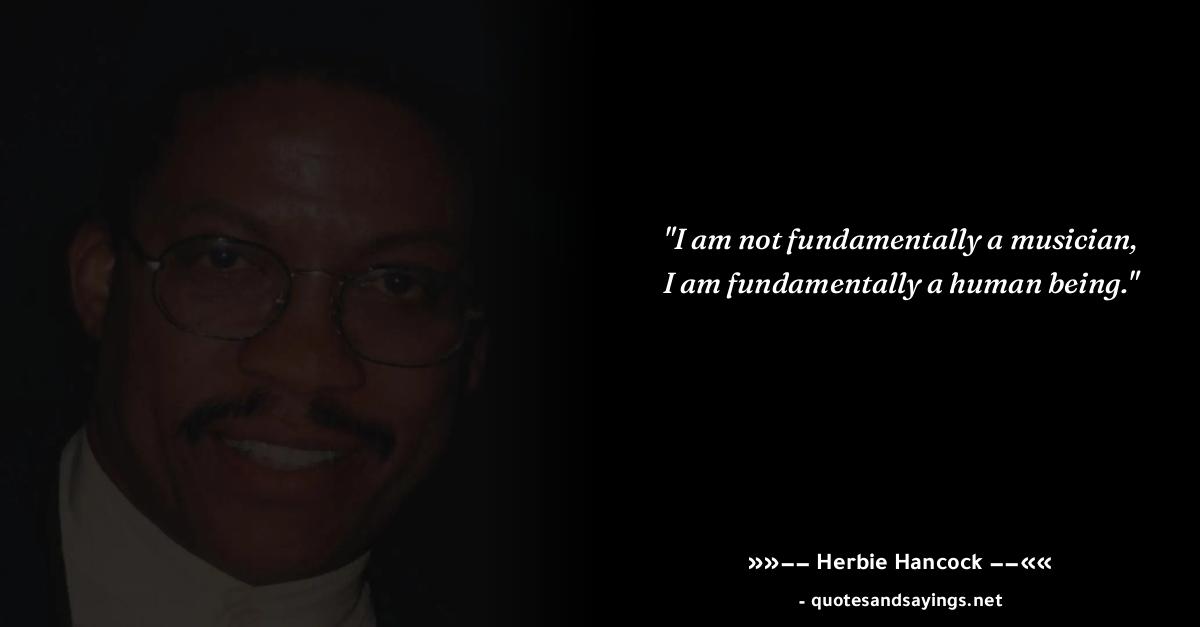 "I am not fundamentally a musician,
I am fundamentally a human being."
»»–– Herbie Hancock ––««
- quotesandsayings.net